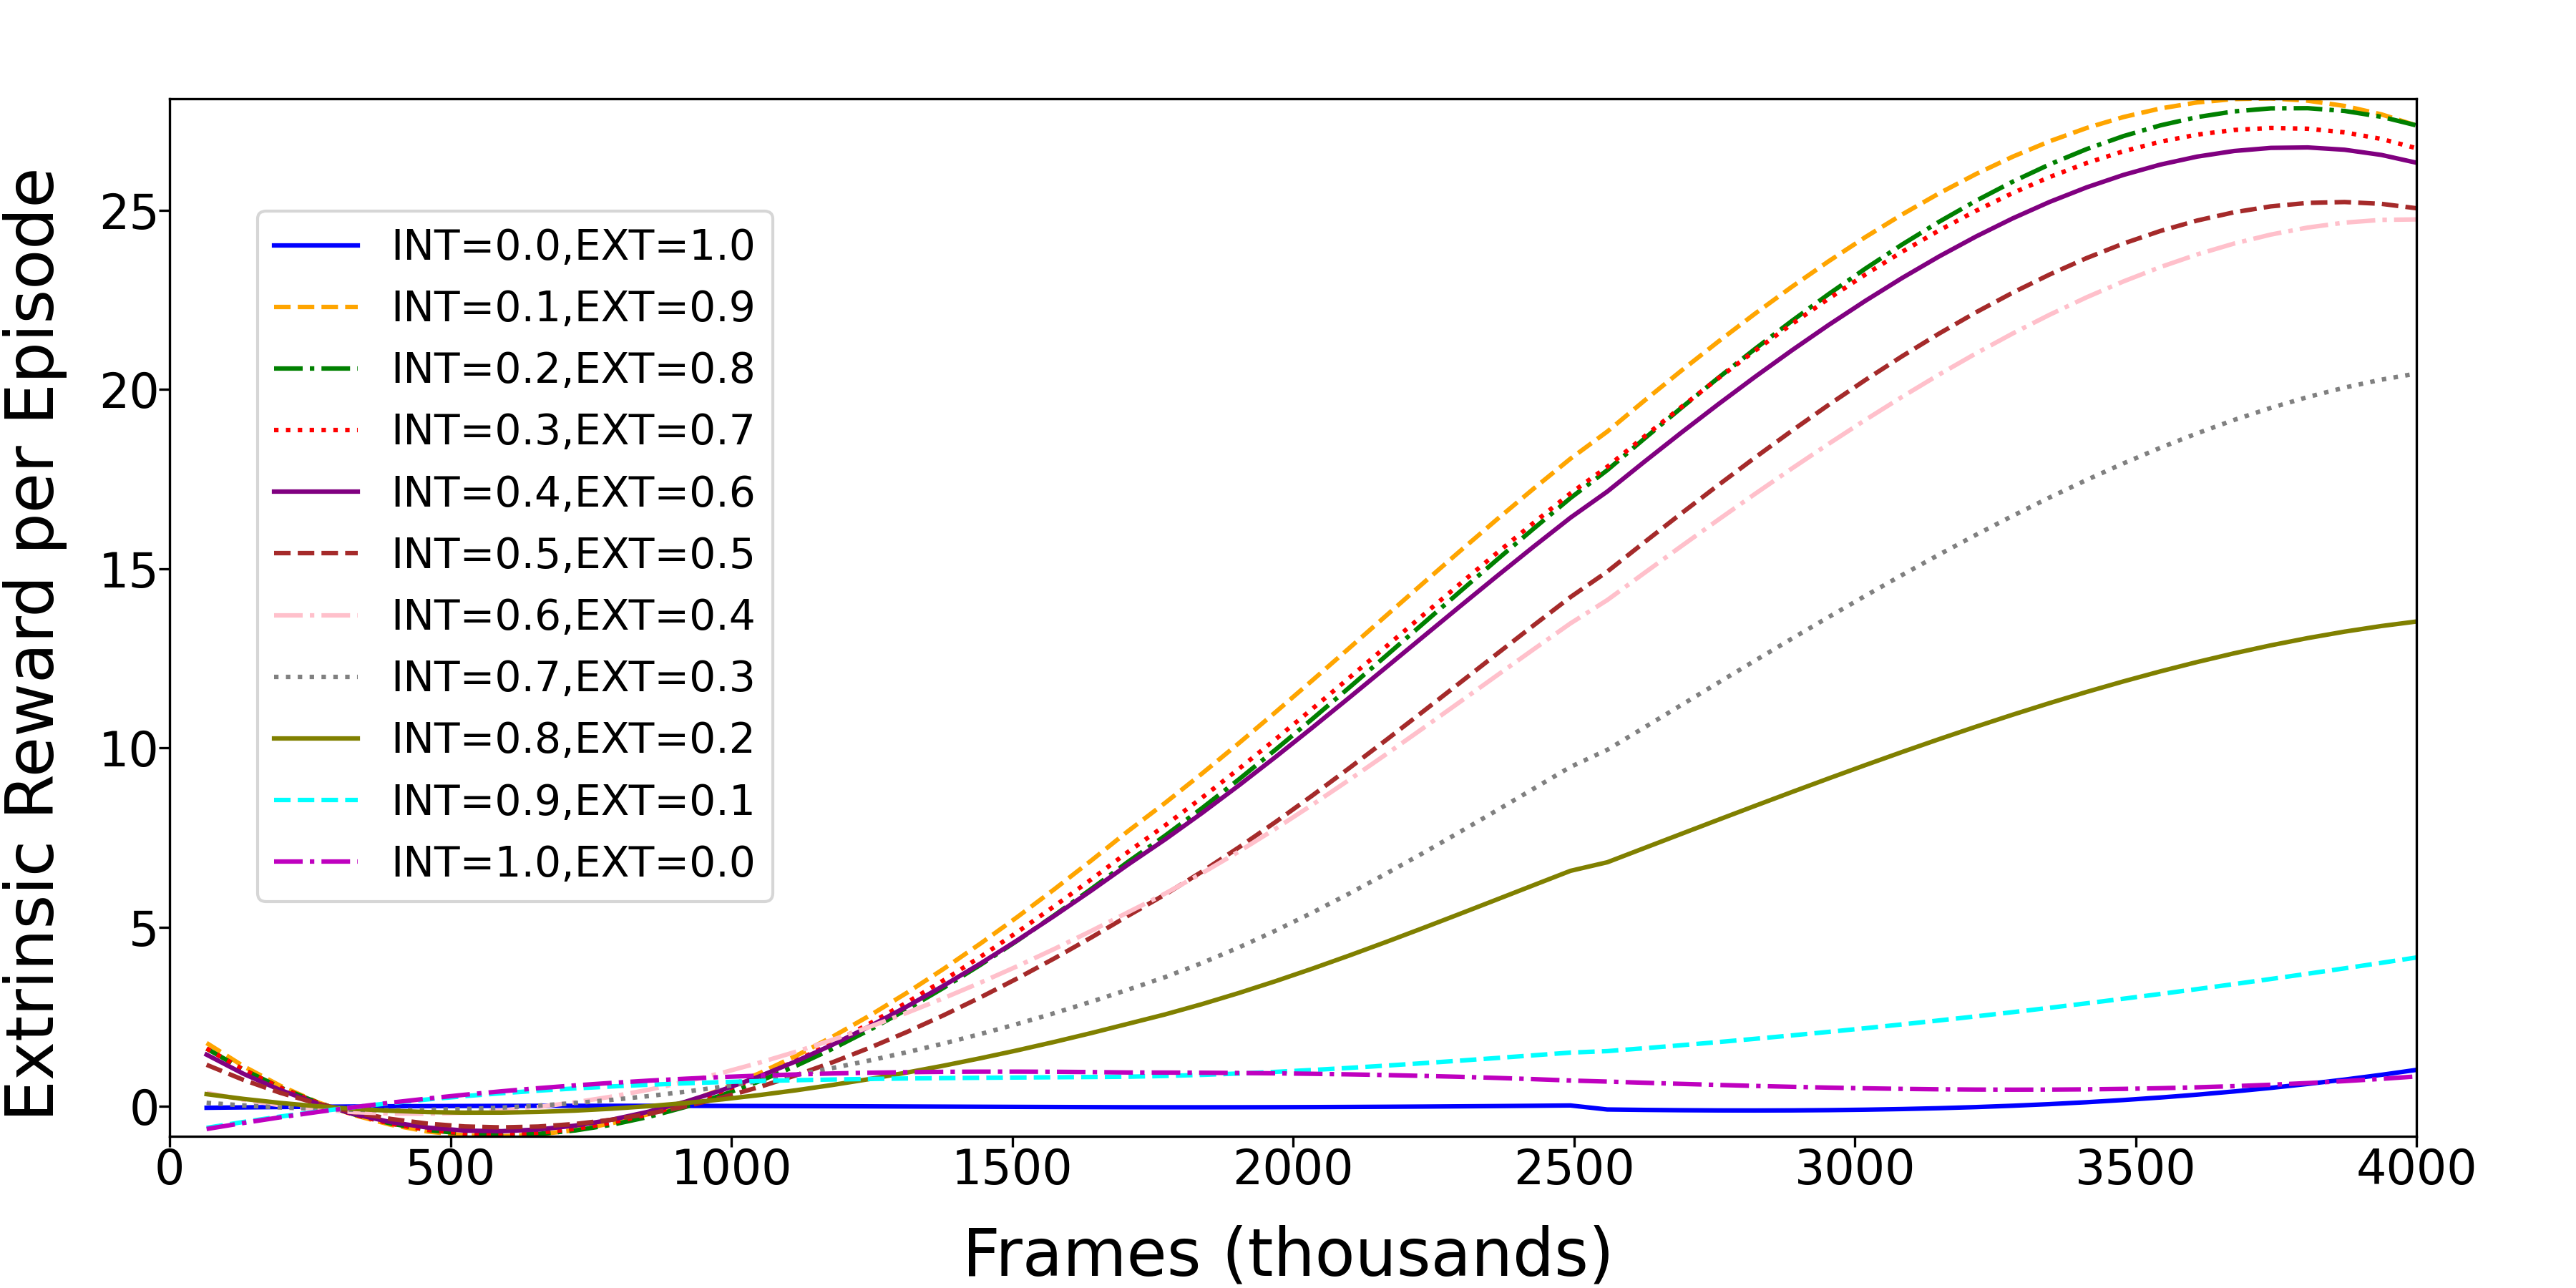 Extrinsic Reward per Episode
25
20
15
10
5
0
INT=0.0,EXT=1.0
INT=0.1,EXT=0.9
INT=0.2,EXT=0.8
INT=0.3,EXT=0.7
INT=0.4,EXT=0.6
INT=0.5,EXT=0.5
INT=0.6,EXT=0.4
INT=0.7,EXT=0.3
INT=0.8,EXT=0.2
INT=0.9,EXT=0.1
INT=1.0,EXT=0.0
0 500 1000 1500 2000 2500 3000 3500 4000
Frames (thousands)